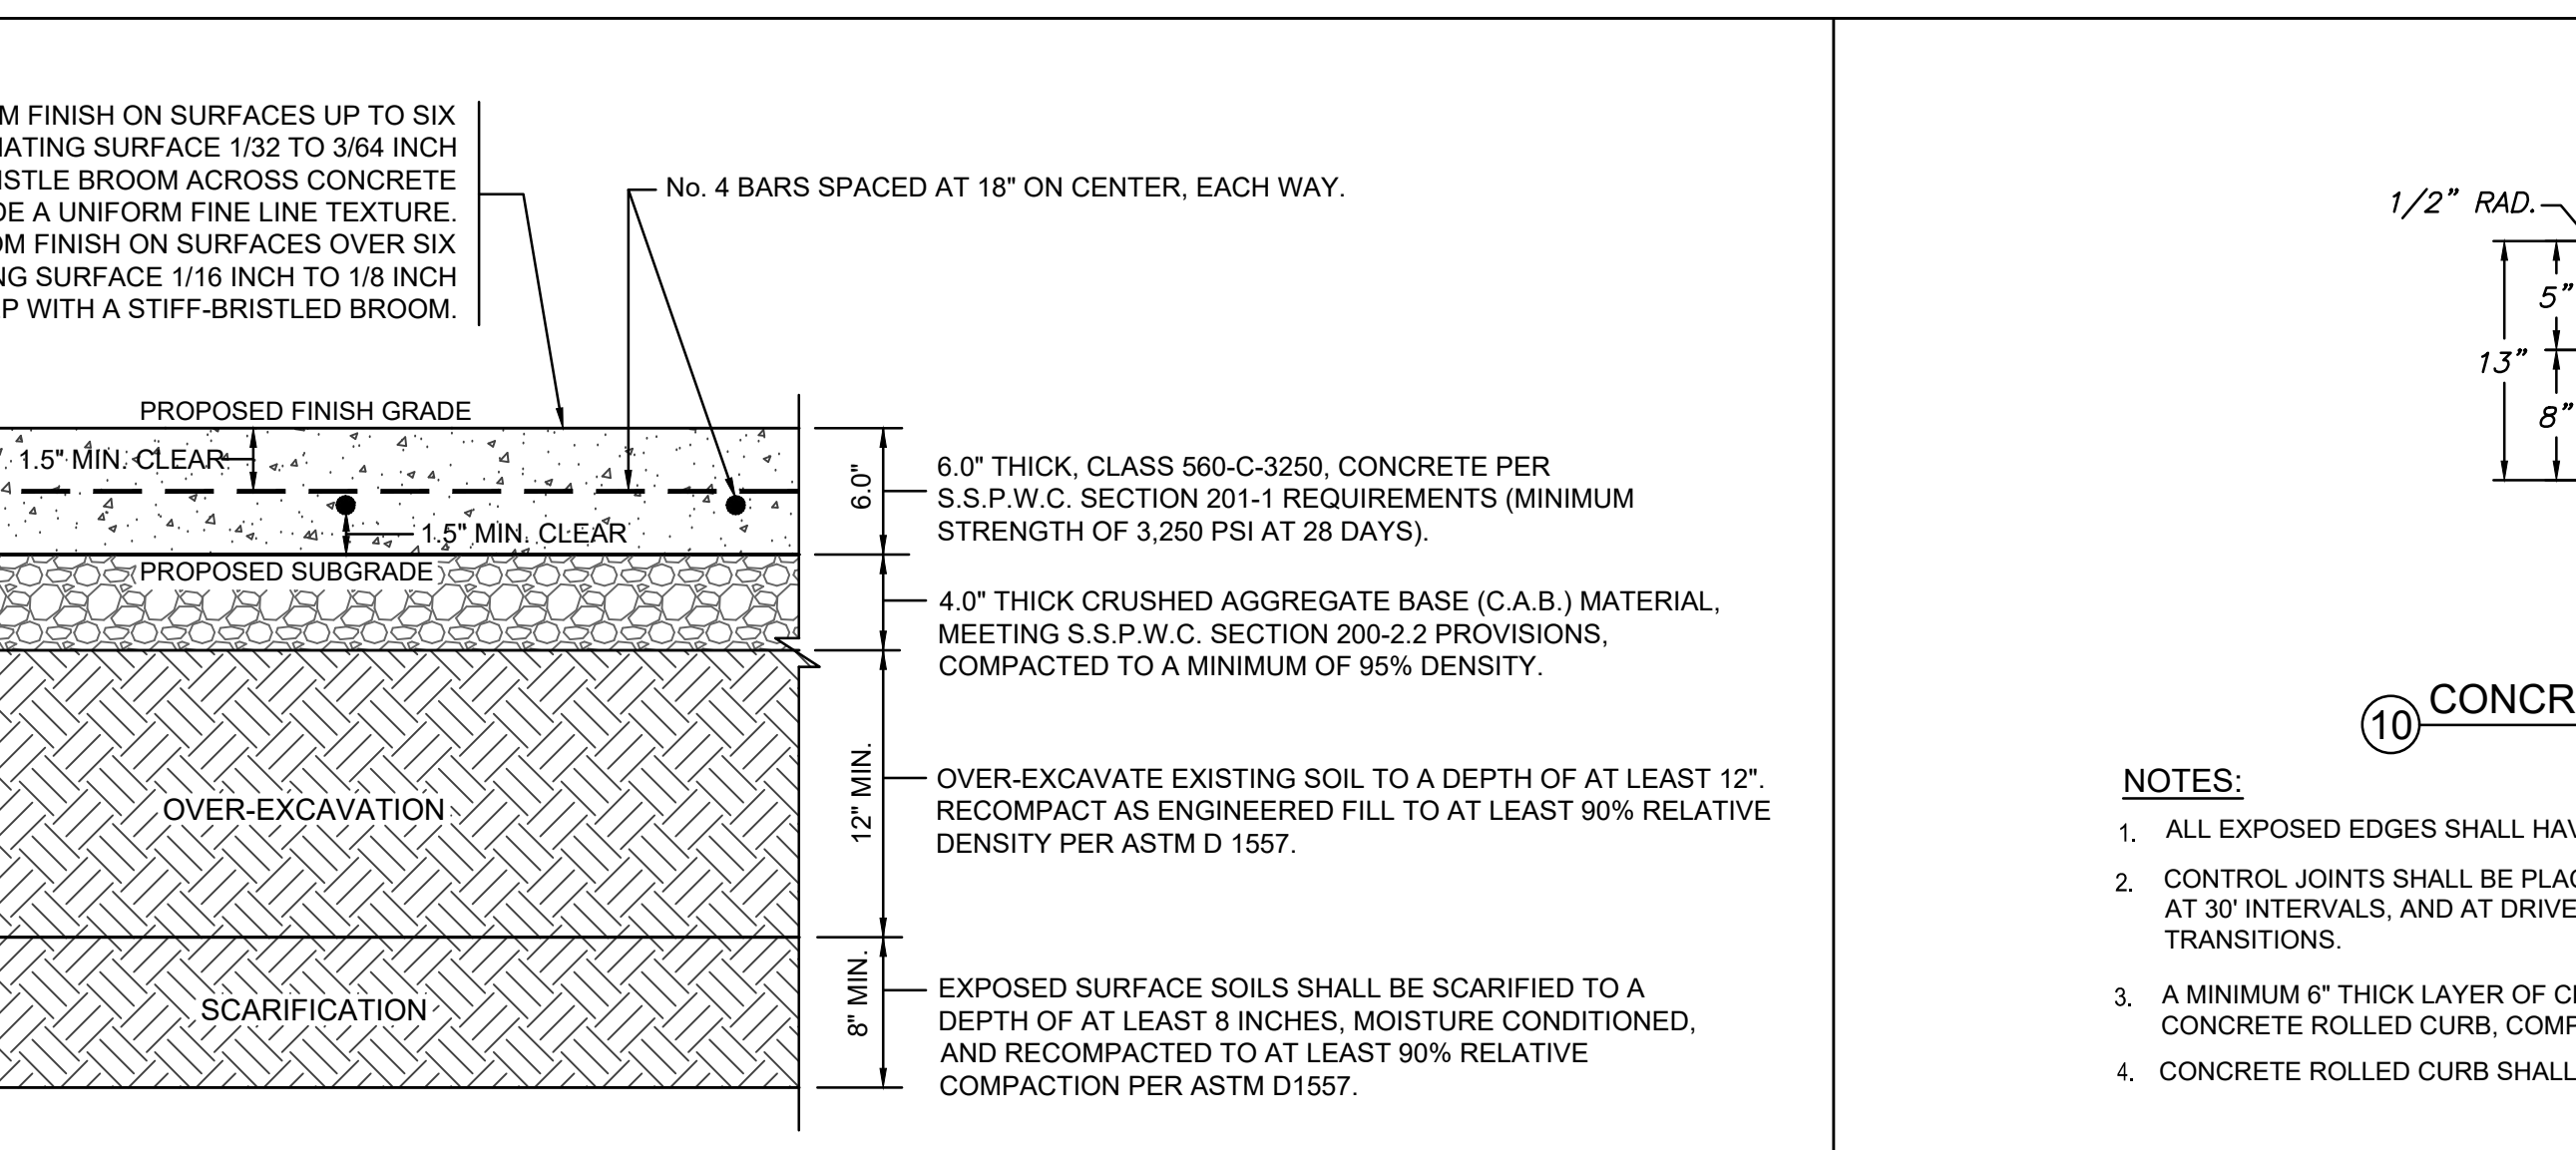 M FINISH ON SURFACES UP TO SIX
ATING SURFACE 1/32 TO 3/64 INCH
STLE BROOM ACROSS CONCRETE
DE A UNIFORM FINE LINE TEXTURE.
OM FINISH ON SURFACES OVER SIX
NG SURFACE 1/16 INCH TO 1/8 INCH
P WITH A STIFF-BRISTLED BROOM.
No. 4 BARS SPACED AT 18" ON CENTER, EACH WAY.
PROPOSED FINISH GRADE
1.5" MIN. CLEAR
1.5" MIN. CLEAR
PROPOSED SUBGRADE
OVER-EXCAVATION
SCARIFICATION
6.0"
12" MIN.
8" MIN.
6.0" THICK, CLASS 560-C-3250, CONCRETE PER
S.S.P.W.C. SECTION 201-1 REQUIREMENTS (MINIMUM
STRENGTH OF 3,250 PSI AT 28 DAYS).
4.0" THICK CRUSHED AGGREGATE BASE (C.A.B.) MATERIAL,
MEETING S.S.P.W.C. SECTION 200-2.2 PROVISIONS,
COMPACTED TO A MINIMUM OF 95% DENSITY.
OVER-EXCAVATE EXISTING SOIL TO A DEPTH OF AT LEAST 12".
RECOMPACT AS ENGINEERED FILL TO AT LEAST 90% RELATIVE
DENSITY PER ASTM D 1557.
EXPOSED SURFACE SOILS SHALL BE SCARIFIED TO A
DEPTH OF AT LEAST 8 INCHES, MOISTURE CONDITIONED,
AND RECOMPACTED TO AT LEAST 90% RELATIVE
COMPACTION PER ASTM D1557.
1/2" RAD.
5"
13"
8"
10 CONCR
NOTES:
1. ALL EXPOSED EDGES SHALL HAV
2. CONTROL JOINTS SHALL BE PLAC
AT 30' INTERVALS, AND AT DRIVE
TRANSITIONS.
3. A MINIMUM 6" THICK LAYER OF C
CONCRETE ROLLED CURB, COMP
4. CONCRETE ROLLED CURB SHALL